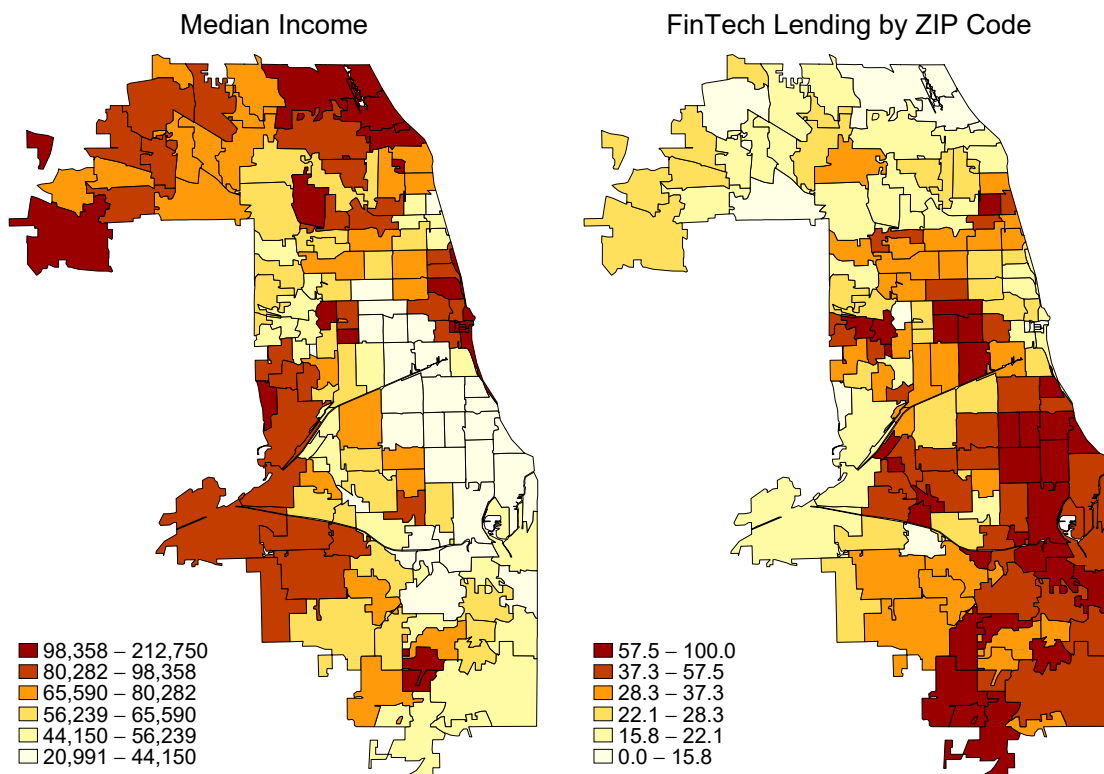 Median Income
98,358 – 212,750
80,282 – 98,358
65,590 – 80,282
56,239 – 65,590
44,150 – 56,239
20,991 – 44,150
FinTech Lending by ZIP Code
57.5 – 100.0
37.3 – 57.5
28.3 – 37.3
22.1 – 28.3
15.8 – 22.1
0.0 – 15.8